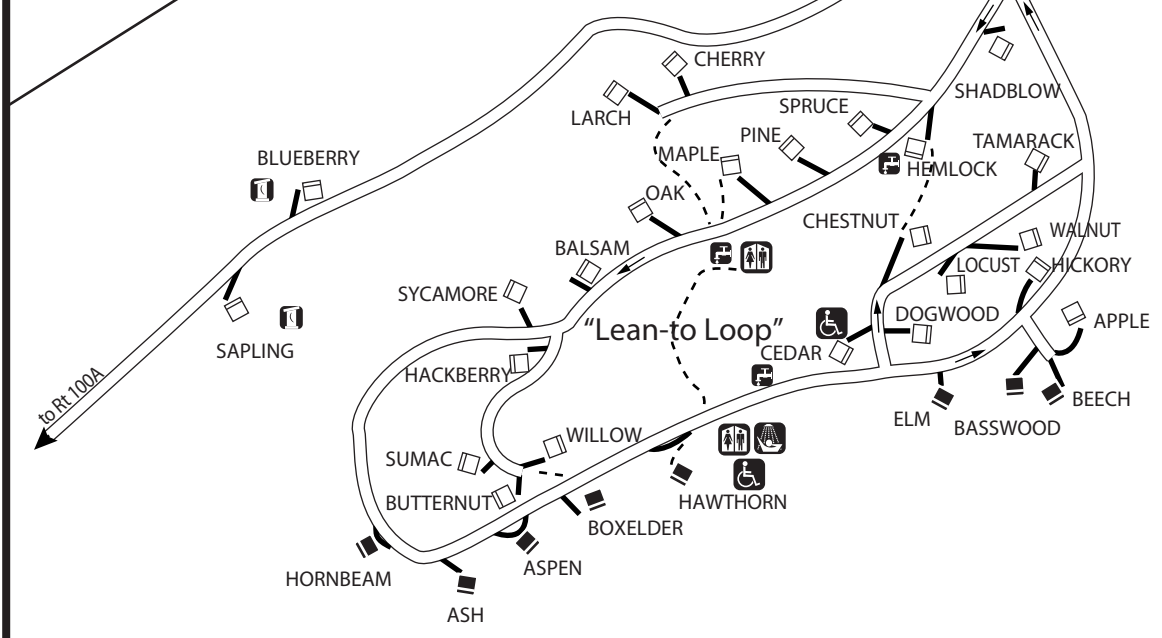 CHERRY
SHADBLOW
LARCH
SPRUCE
PINE
TAMARACK
BLUEBERRY
MAPLE
HEMLOCK
OAK
CHESTNUT
WALNUT
BALSAM
LOCUST
HICKORY
SYCAMORE
DOGWOOD
APPLE
"Lean-to Loop"
SAPLING
CEDAR
HACKBERRY
to Rt 100A
BEECH
ELM
BASSWOOD
WILLOW
SUMAC
BUTTERNUT
HAWTHORN
BOXELDER
ASPEN
HORNBEAM
ASH